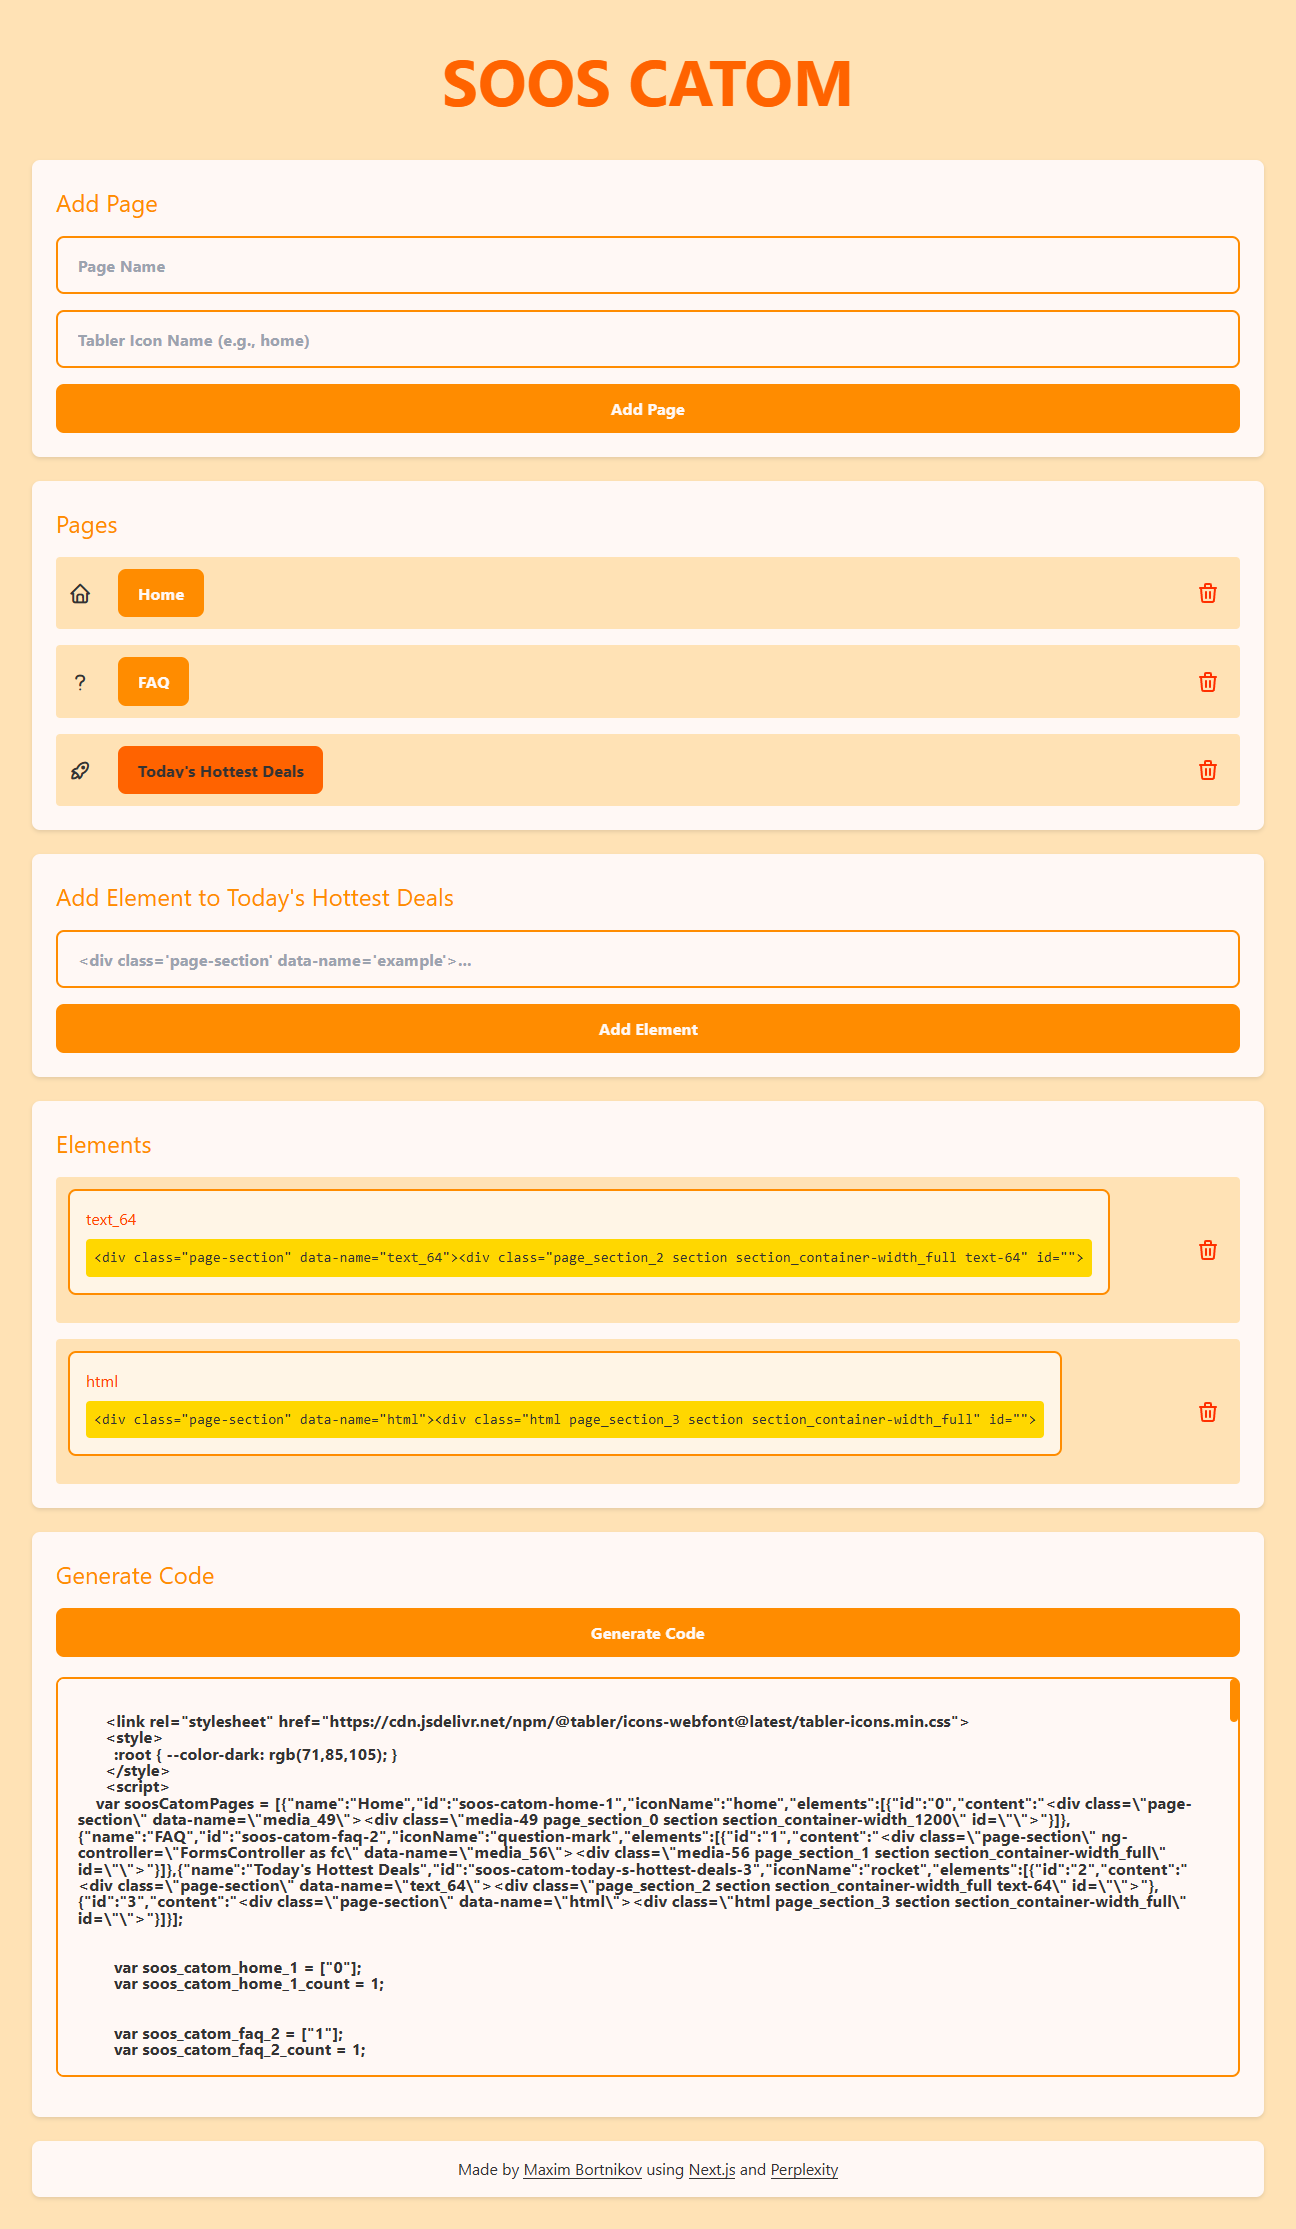 SOOS CATOM
Add Page
Page Name
Tabler Icon Name (e.g., home)
Add Page
Pages
Home
?
FAQ
Today's Hottest Deals
Add Element to Today's Hottest Deals
<div class='page-section' data-name='example'>...
Add Element
Elements
text_64
<div class="page-section" data-name="text_64"><div class="page_section_2 section section_container-width_full text-64" id="">
html
<div class="page-section" data-name="html"><div class="html page_section_3 section section_container-width_full" id="">
Generate Code
Generate Code
<link rel="stylesheet" href="https://cdn.jsdelivr.net/npm/@tabler/icons-webfont@latest/tabler-icons.min.css">
<style>
:root { --color-dark: rgb(71,85,105); }
</style>
<script>
var soosCatomPages = [{"name":"Home","id":"soos-catom-home-1","iconName":"home","elements":[{"id":"0","content":"<div class=\"page-
section\" data-name=\"media_49\"><div class=\"media-49 page_section_0 section section_container-width_1200\" id=\"\">"}]},
{"name":"FAQ","id":"soos-catom-faq-2","iconName":"question-mark","elements":[{"id":"1","content":"<div class=\"page-section\" ng-
controller=\"FormsController as fc\" data-name=\"media_56\"><div class=\"media-56 page_section_1 section section_container-width_full\"
id=\"\">"}]},{"name":"Today's Hottest Deals","id":"soos-catom-today-s-hottest-deals-3","iconName":"rocket","elements":[{"id":"2","content":"
<div class=\"page-section\" data-name=\"text_64\"><div class=\"page_section_2 section section_container-width_full text-64\" id=\"\">"},
{"id":"3","content":"<div class=\"page-section\" data-name=\"html\"><div class=\"html page_section_3 section section_container-width_full\"
id=\"\">"}]}];
var soos_catom_home_1 = ["0"];
var soos_catom_home_1_count = 1;
var soos_catom_faq_2 = ["1"];
var soos_catom_faq_2_count = 1;
Made by Maxim Bortnikov using Next.js and Perplexity